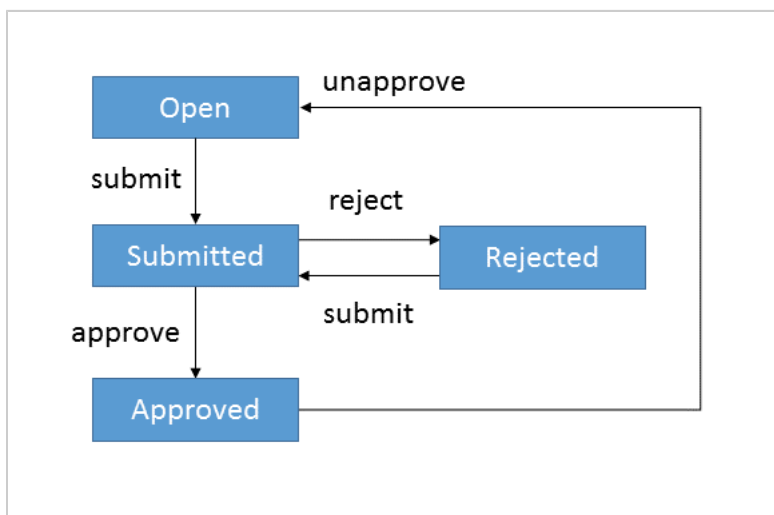 unapprove
Open
submit
reject
Submitted
Rejected
submit
approve
Approved